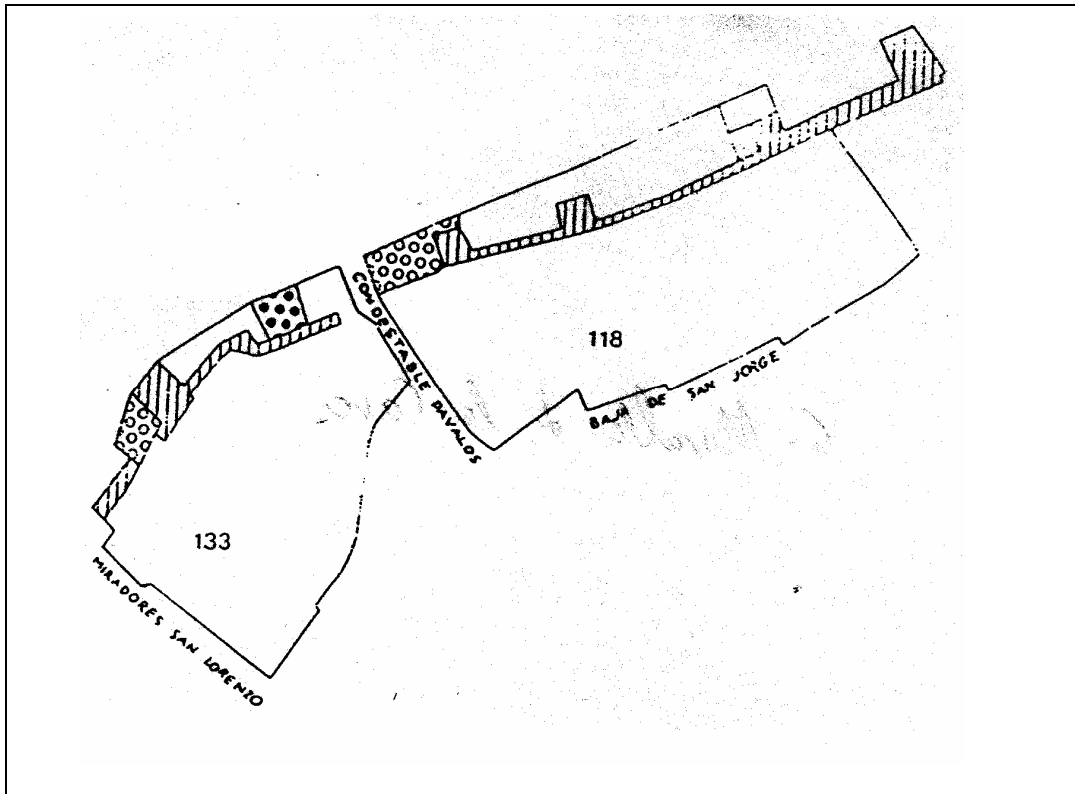 CONDESTABLE DAVALOS
118
BAJA DE SAN JORGE
133
MIRADORES SAN LORENZO